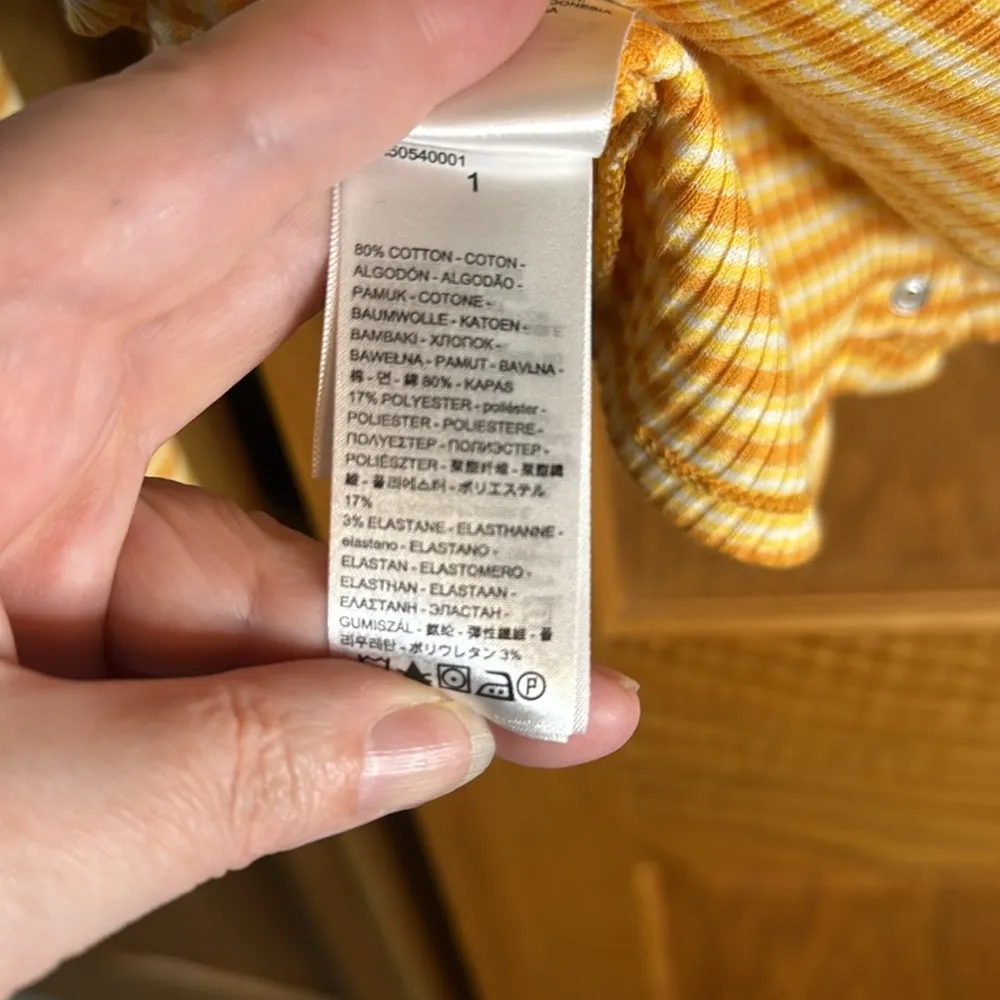 DONESIA
50540001
1
80% COTTON - COTON -
ALGODÓN - ALGODÃO -
PAMUK - COTONE -
BAUMWOLLE - KATOEN -
BAMBAKI - ХЛОПОК -
BAWEŁNA - PAMUT - BAVLNA -
棉 - 면 - 綿 80% - KAPAS
17% POLYESTER - poliéster -
POLIESTER - POLIESTERE -
ΠΟΛΥΕΣΤΕΡ - ПОЛИЭСТЕР -
POLIÉSZTER - 聚酯纤维 - 聚酯纖
維 - 폴리에스터 - ポリエステル
17%
3% ELASTANE - ELASTHANNE -
elastano - ELASTANO -
ELASTAN - ELASTOMERO -
ELASTHAN - ELASTAAN -
ΕΛΑΣΤΑΝΗ - ЭЛАСТАН -
GUMISZÁL - 氨纶 - 彈性纖維 - 폴
리우레탄 - ポリウレタン 3%
P